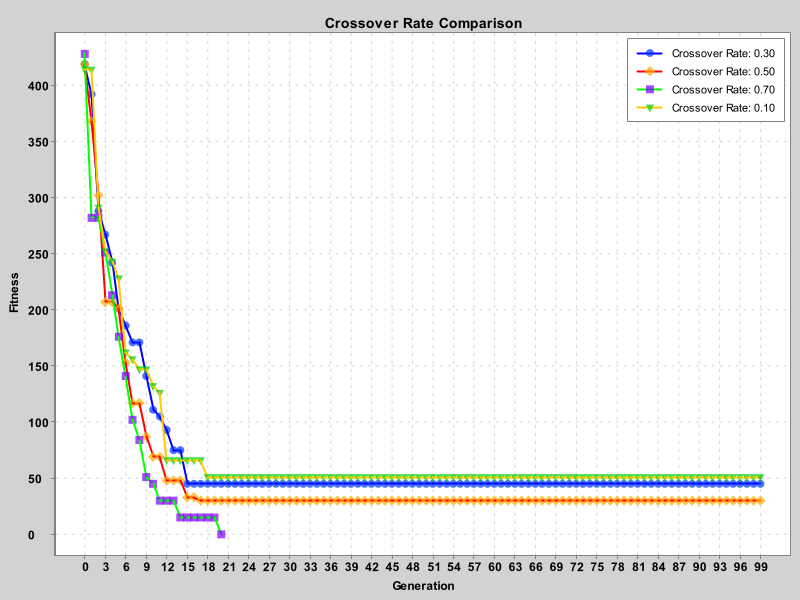 Crossover Rate Comparison
Crossover Rate: 0.30
Crossover Rate: 0.50
Crossover Rate: 0.70
Crossover Rate: 0.10
Fitness
400
350
300
250
200
150
100
50
0
0 3 6 9 12 15 18 21 24 27 30 33 36 39 42 45 48 51 54 57 60 63 66 69 72 75 78 81 84 87 90 93 96 99
Generation